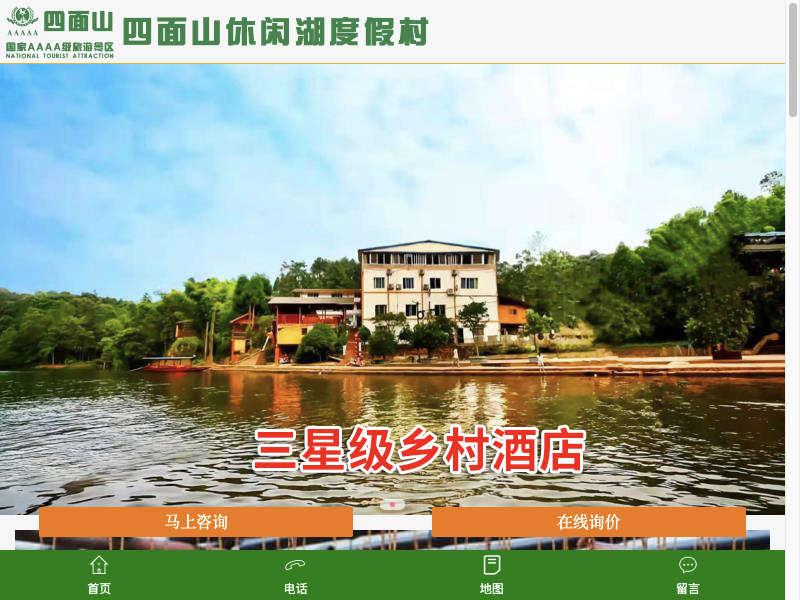 四面山
AAAAA
国家AAAA级旅游景区
NATIONAL TOURIST ATTRACTION
四面山休闲湖度假村
三星级乡村酒店
马上咨询
在线询价
首页
电话
地图
留言